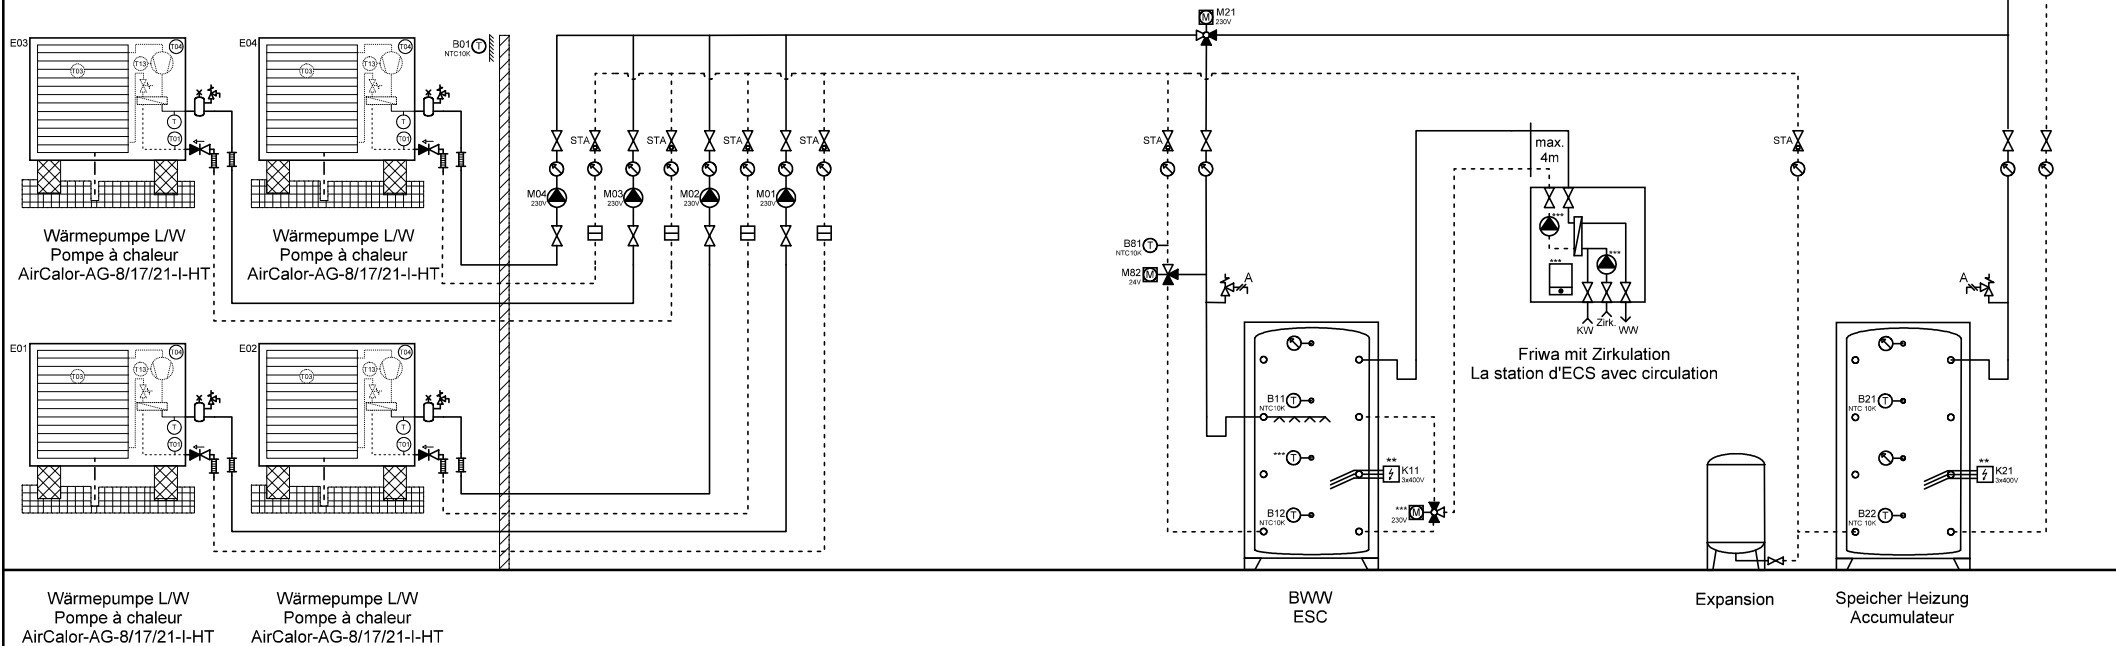 M21
230V
E03
T04
T13
T03
T
T01
E04
T04
T13
T03
T
T01
B01
T
NTC10K
M
STA
STA
STA
STA
STA
STA
M04
230V
M03
230V
M02
230V
M01
230V
max.
4m
***
***
***
KW
Zirk.
WW
Wärmepumpe L/W
Pompe à chaleur
AirCalor-AG-8/17/21-I-HT
Wärmepumpe L/W
Pompe à chaleur
AirCalor-AG-8/17/21-I-HT
B81
T
NTC10K
M82
M
24V
A
A
E01
T04
T13
T03
T
T01
E02
T04
T13
T03
T
T01
Friwa mit Zirkulation
La station d'ECS avec circulation
B11
T
NTC10K
***
T
**
K11
3x400V
B12
T
NTC10K
***
M
230V
B21
T
NTC 10K
**
K21
3x400V
B22
T
NTC 10K
Wärmepumpe L/W
Pompe à chaleur
AirCalor-AG-8/17/21-I-HT
Wärmepumpe L/W
Pompe à chaleur
AirCalor-AG-8/17/21-I-HT
BWW
ESC
Expansion
Speicher Heizung
Accumulateur